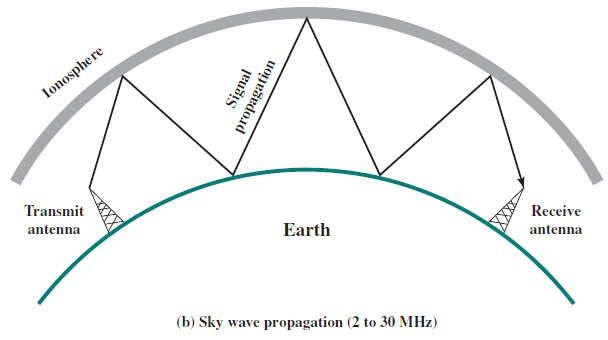 Ionosphere
Signal
propagation
Transmit
antenna
Earth
Receive
antenna
(b) Sky wave propagation (2 to 30 MHz)